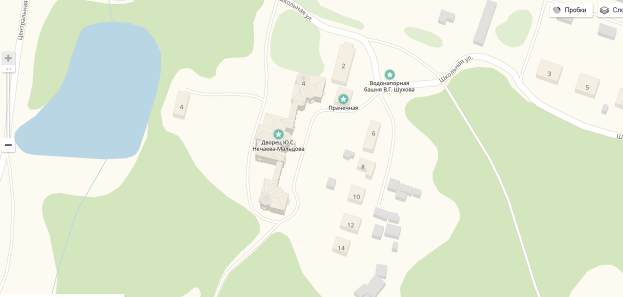 Школьная ул.
Пробки
Сл
Центральная
Школьная ул.
2
4
3
5
Водонапорная
башня В.Г. Шухова
4
Прачечная
Ш
6
Дворец Ю.С.
Нечаева-Мальцова
8
10
12
14